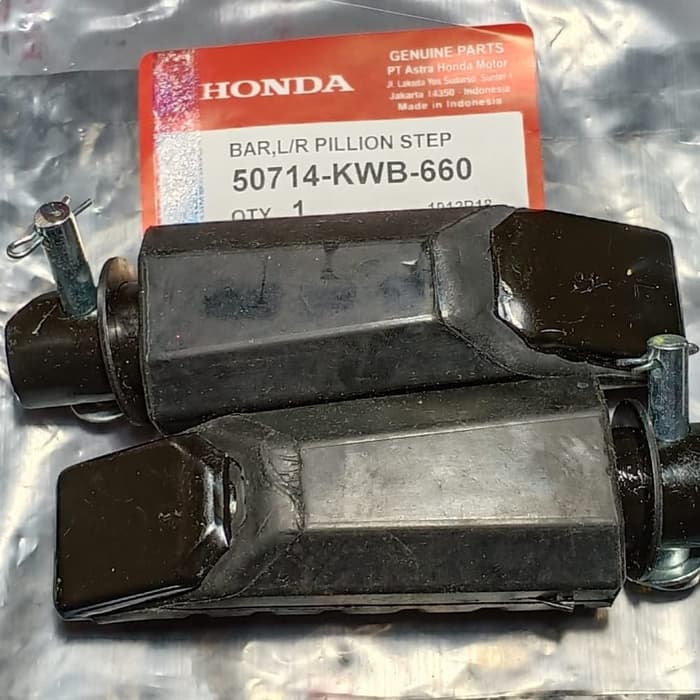 HONDA
GENUINE PARTS
PT Astra Honda Motor
Jl. Laksda Yos Sudarso, Sunter I
Jakarta 14350 - Indonesia
Made in Indonesia
BAR,L/R PILLION STEP
50714-KWB-660
QTY 1